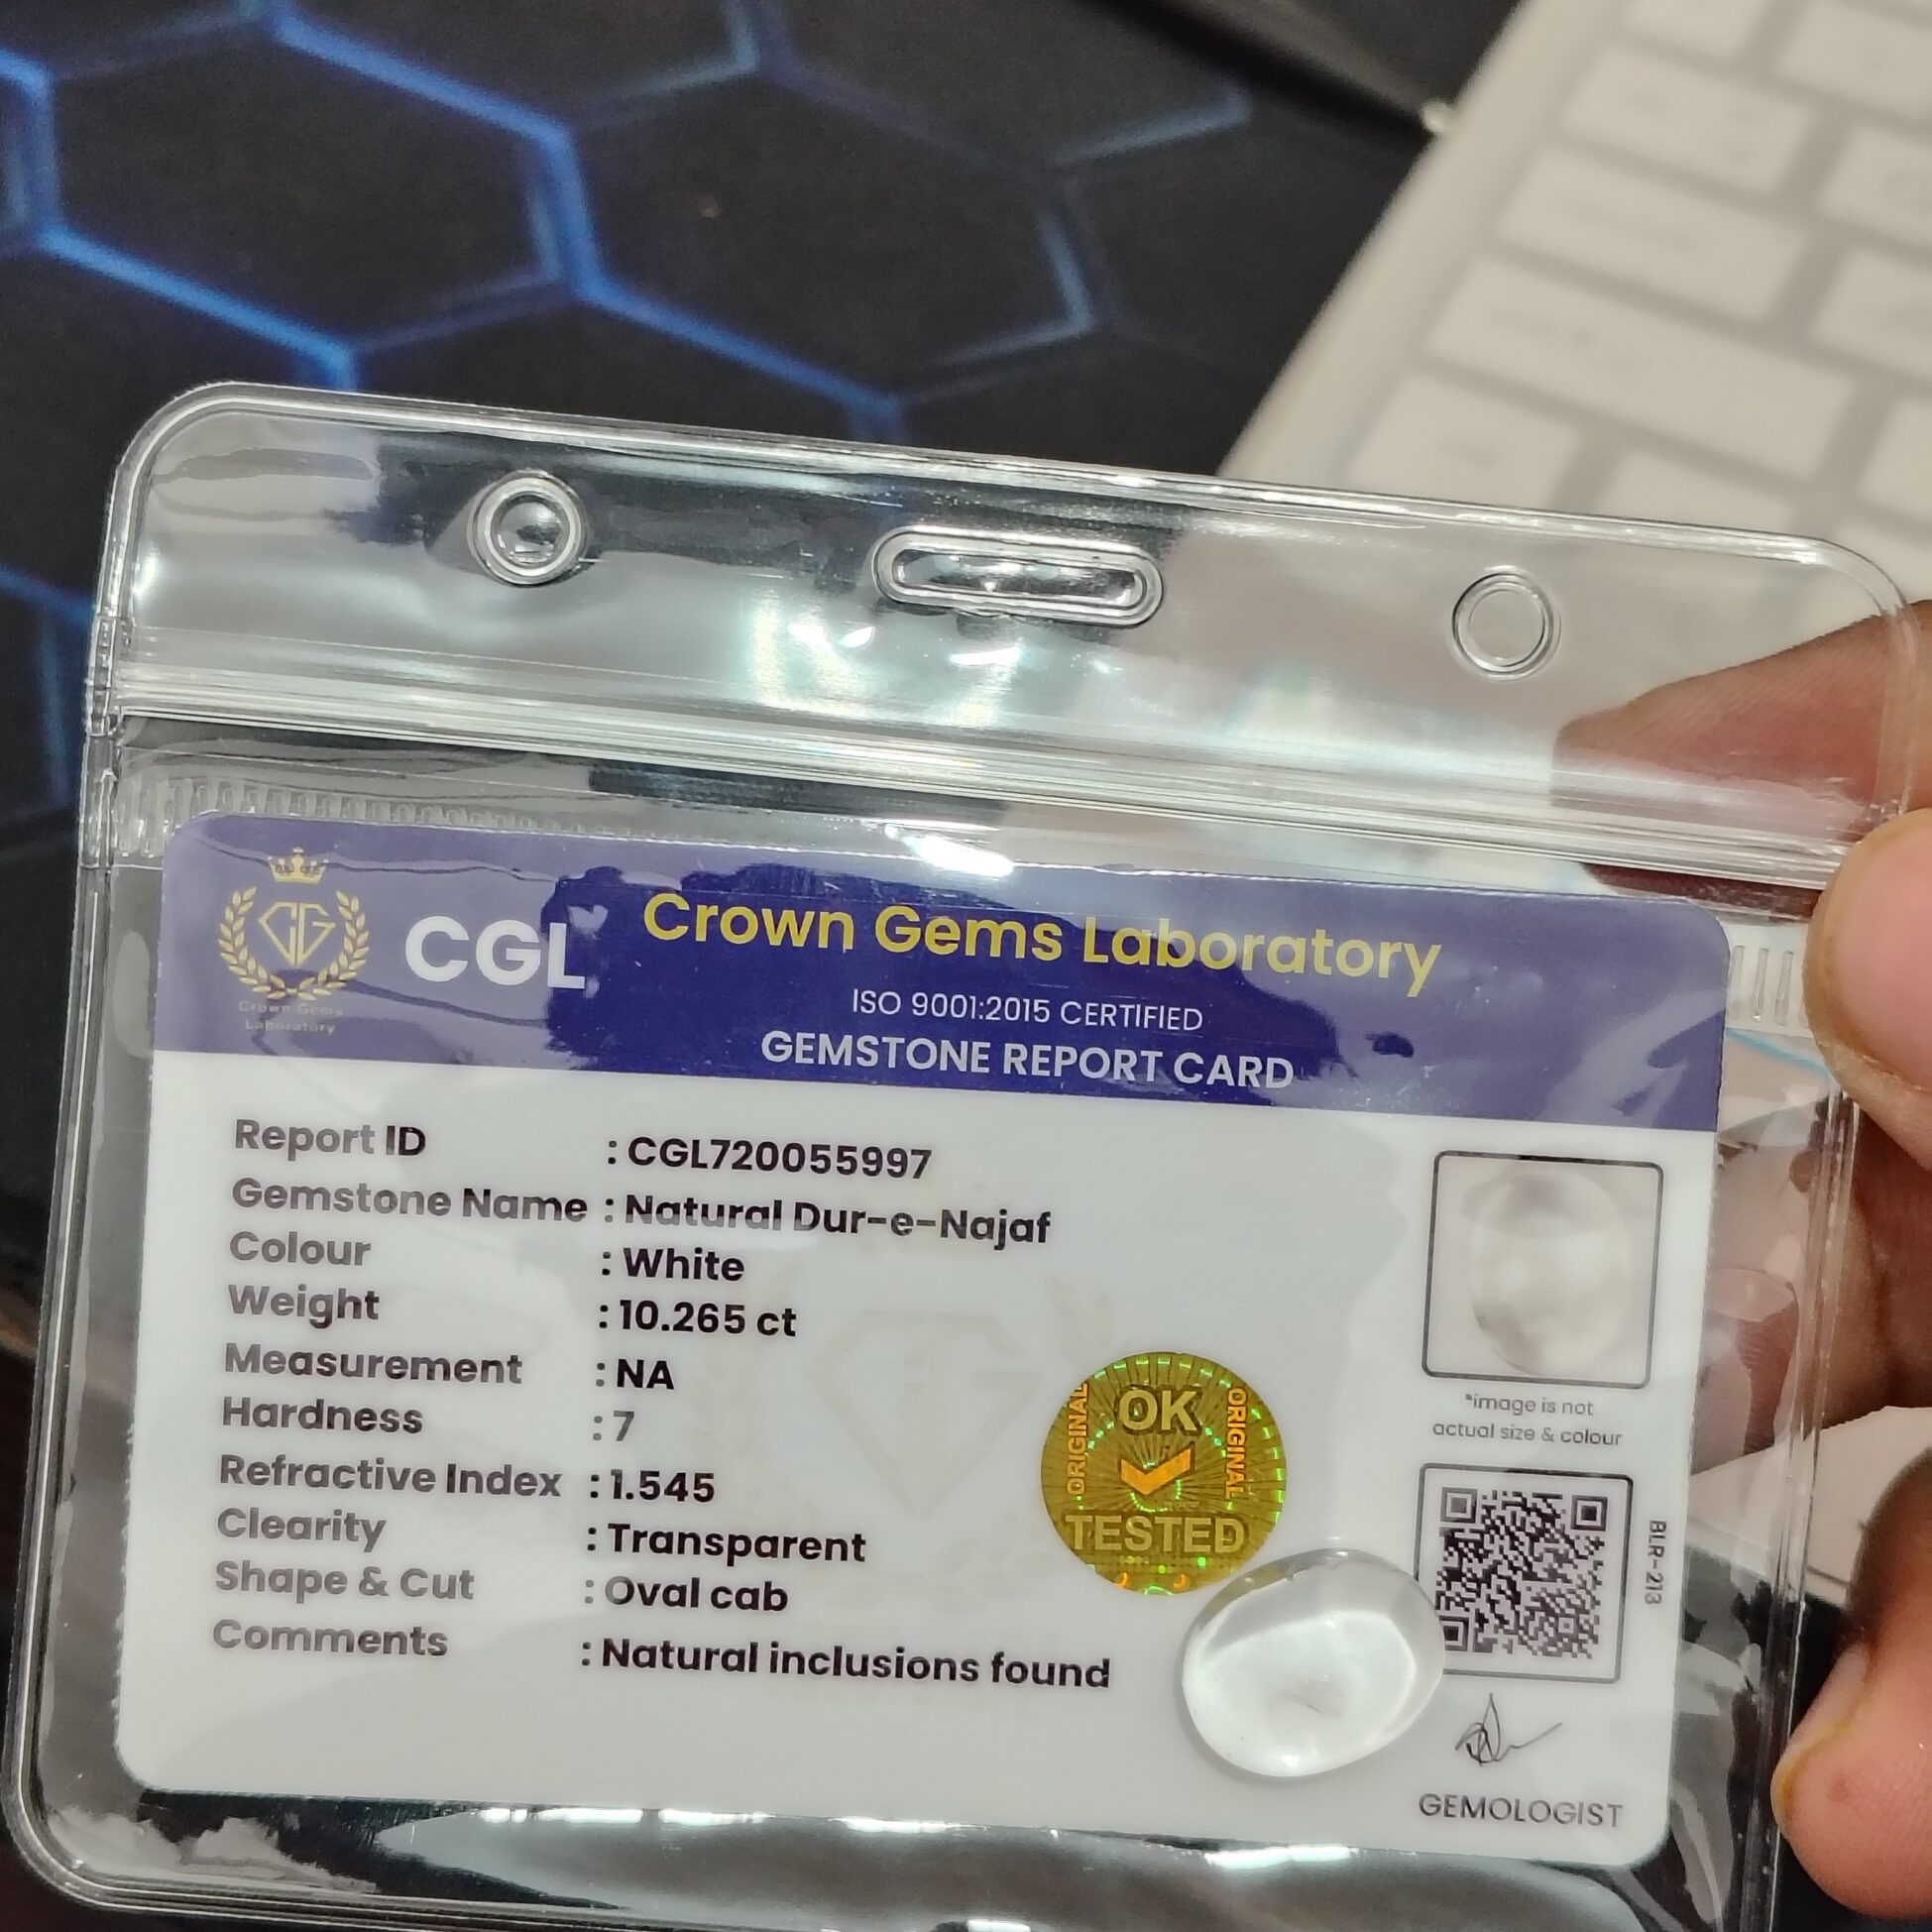 CGL
Crown Gems Laboratory
ISO 9001:2015 CERTIFIED
GEMSTONE REPORT CARD
Crown Gems
Laboratory
Report ID : CGL720055997
Gemstone Name : Natural Dur-e-Najaf
Colour : White
Weight : 10.265 ct
Measurement : NA
Hardness : 7
Refractive Index : 1.545
Clearity : Transparent
Shape & Cut : Oval cab
Comments : Natural inclusions found
ORIGINAL
OK
ORIGINAL
TESTED
*image is not
actual size & colour
BLR-213
GEMOLOGIST